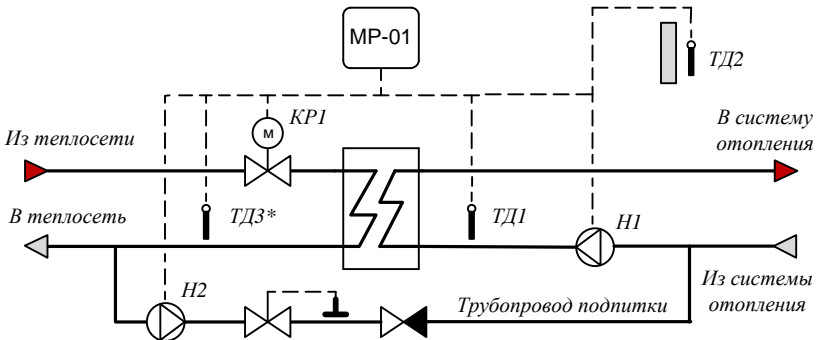 МР-01
ТД2
КР1
м
Из теплосети
В систему
отопления
В теплосеть
ТД3*
ТД1
Н1
Н2
Трубопровод подпитки
Из системы
отопления